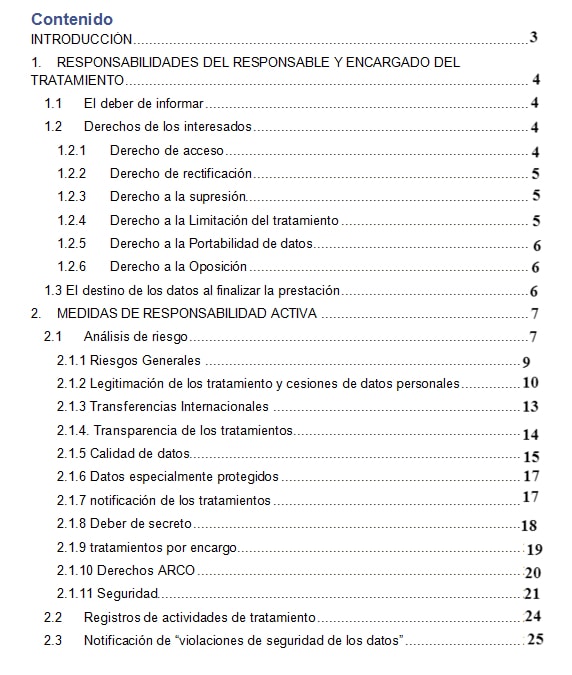 Contenido
INTRODUCCIÓN 3
1. RESPONSABILIDADES DEL RESPONSABLE Y ENCARGADO DEL
TRATAMIENTO 4
1.1 El deber de informar 4
1.2 Derechos de los interesados 4
1.2.1 Derecho de acceso 4
1.2.2 Derecho de rectificación 5
1.2.3 Derecho a la supresión 5
1.2.4 Derecho a la Limitación del tratamiento 5
1.2.5 Derecho a la Portabilidad de datos 6
1.2.6 Derecho a la Oposición 6
1.3 El destino de los datos al finalizar la prestación 6
2. MEDIDAS DE RESPONSABILIDAD ACTIVA 7
2.1 Análisis de riesgo 7
2.1.1 Riesgos Generales 9
2.1.2 Legitimación de los tratamiento y cesiones de datos personales 10
2.1.3 Transferencias Internacionales 13
2.1.4. Transparencia de los tratamientos 14
2.1.5 Calidad de datos 15
2.1.6 Datos especialmente protegidos 17
2.1.7 notificación de los tratamientos 17
2.1.8 Deber de secreto 18
2.1.9 tratamientos por encargo 19
2.1.10 Derechos ARCO 20
2.1.11 Seguridad 21
2.2 Registros de actividades de tratamiento 24
2.3 Notificación de “violaciones de seguridad de los datos” 25